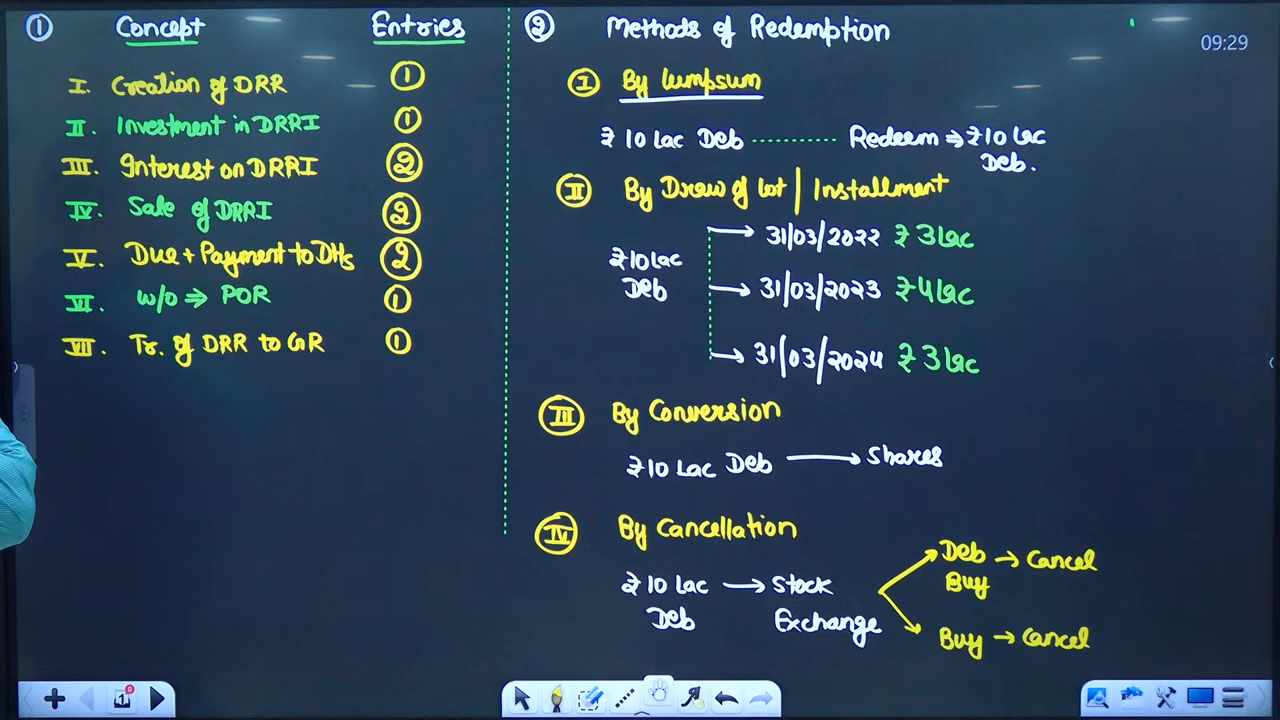 ① Concept Entries
I. Creation of DRR ①
II. Investment in DRRI ①
III. Interest on DRRI ②
IV. Sale of DRRI ②
V. Due + Payment to DHs ②
VI. w/o ⇒ POR ①
VII. Tr. of DRR to GR ①
② Methods of Redemption
09:29
I By lumpsum
₹10 Lac Deb ........ Redeem ⇒ ₹10 lac
Deb.
II By Draw of lot | Installment
₹10 lac
Deb
→ 31/03/2022 ₹3 lac
→ 31/03/2023 ₹4 lac
→ 31/03/2024 ₹3 lac
III By Conversion
₹10 Lac Deb → Shares
IV By Cancellation
₹10 Lac → Stock
Deb Exchange
Deb → Cancel
Buy
Buy → Cancel
1
0